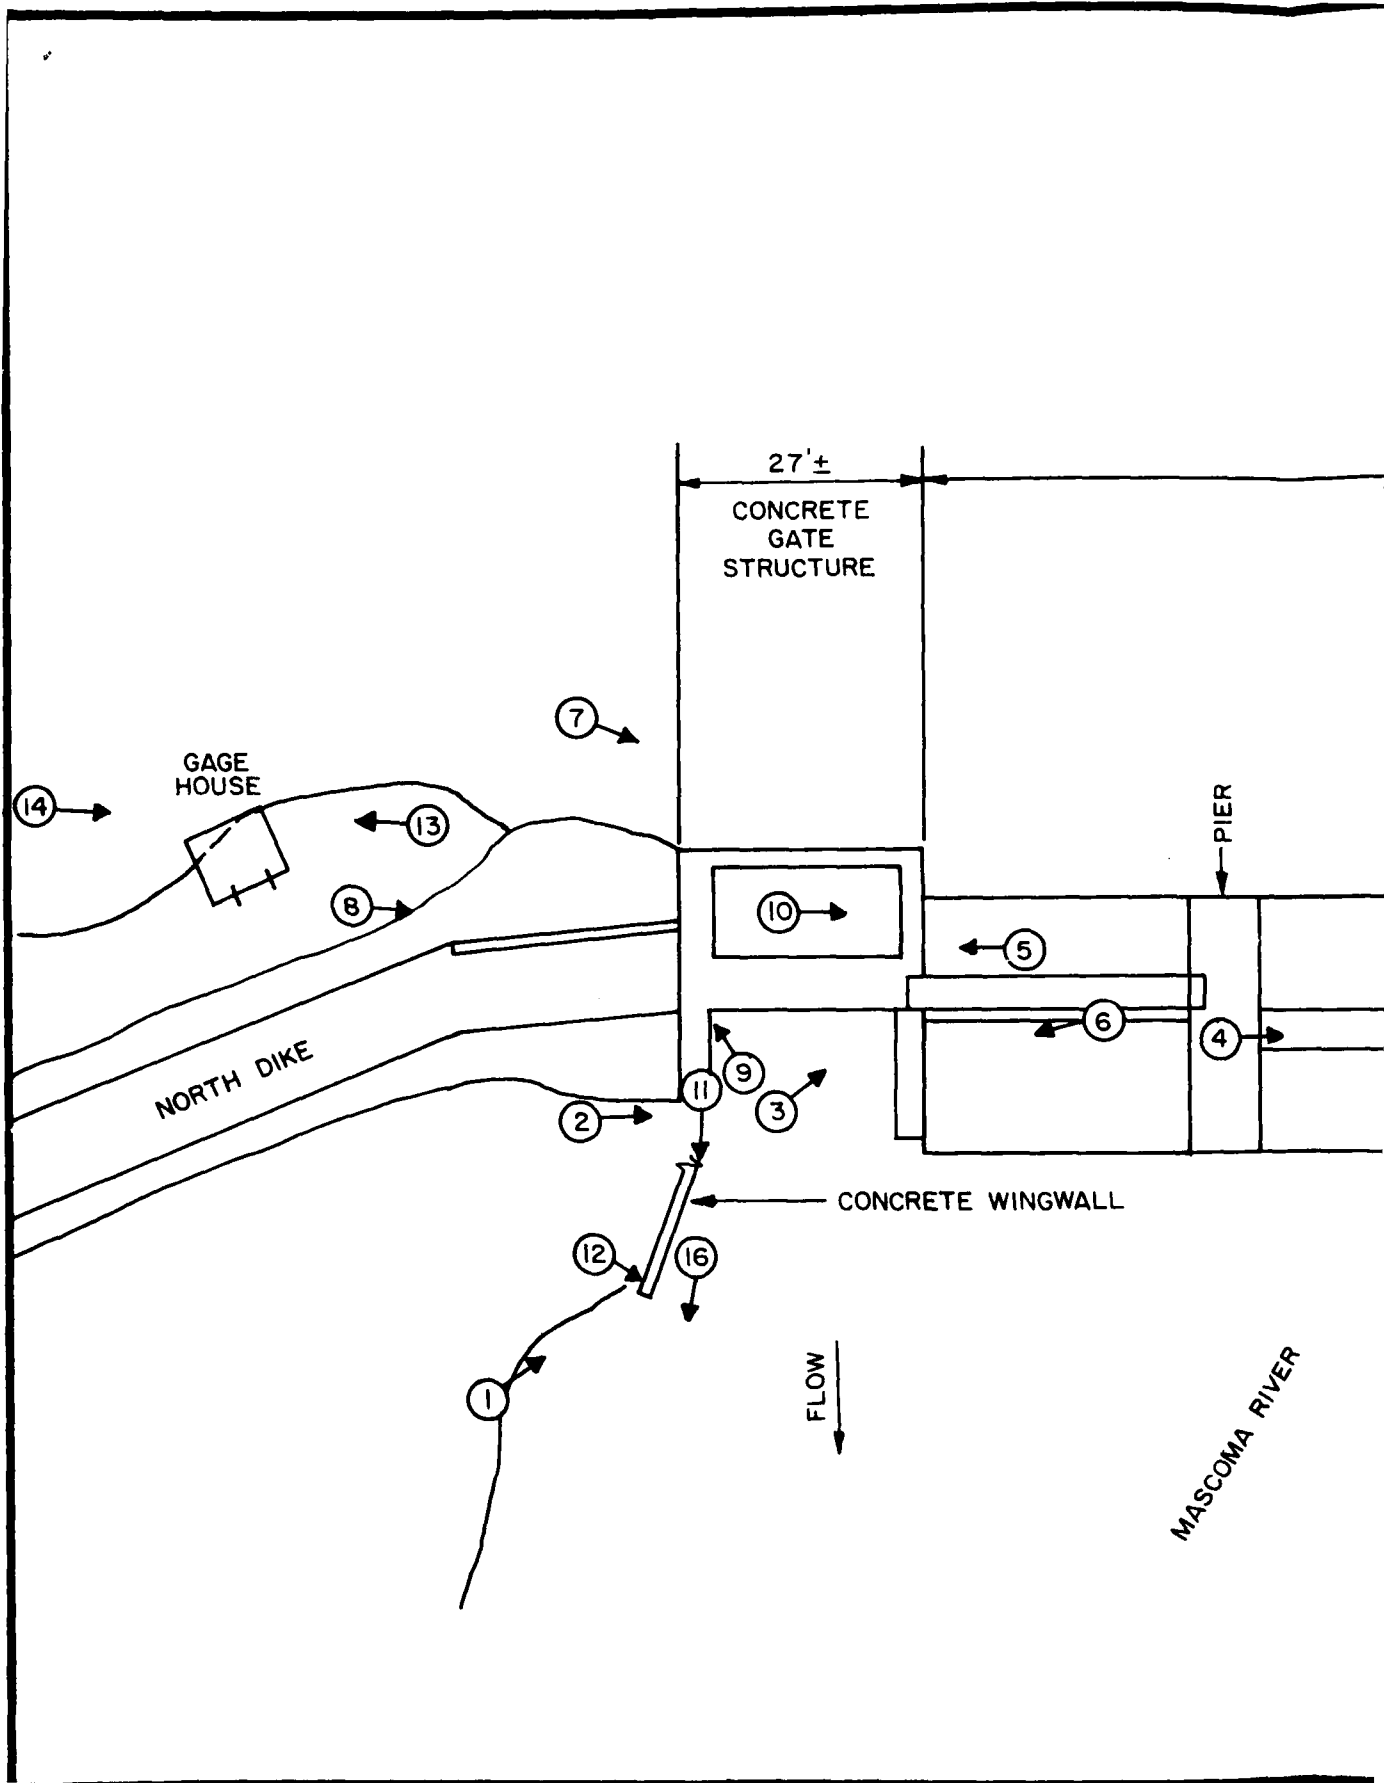 27'±
CONCRETE
GATE
STRUCTURE
7
GAGE
HOUSE
14
13
PIER
8
10
5
6
4
NORTH DIKE
9
11
3
2
CONCRETE WINGWALL
12
16
FLOW
1
MASCOMA RIVER